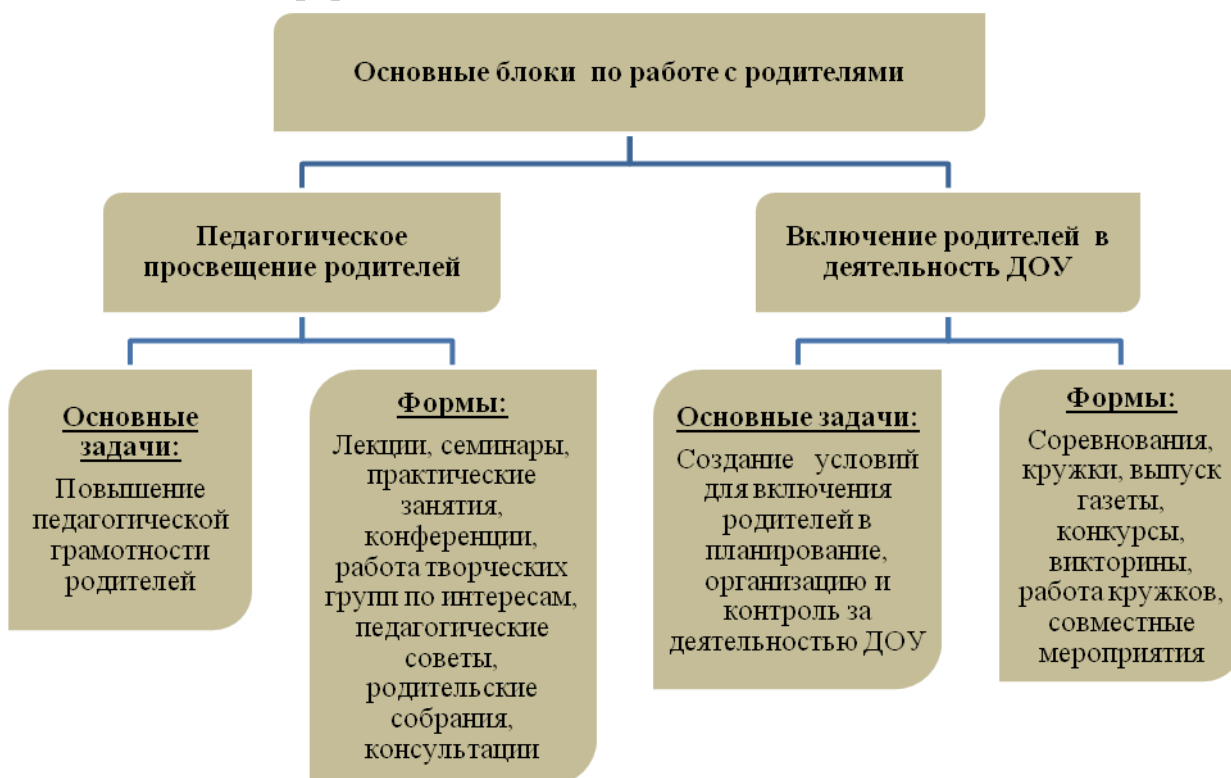 Основные блоки по работе с родителями
Педагогическое
просвещение родителей
Включение родителей в
деятельность ДОУ
Основные
задачи:
Повышение
педагогической
грамотности
родителей
Формы:
Лекции, семинары,
практические
занятия,
конференции,
работа творческих
групп по интересам,
педагогические
советы,
родительские
собрания,
консультации
Основные задачи:
Создание условий
для включения
родителей в
планирование,
организацию и
контроль за
деятельностью ДОУ
Формы:
Соревнования,
кружки, выпуск
газеты,
конкурсы,
викторины,
работа кружков,
совместные
мероприятия